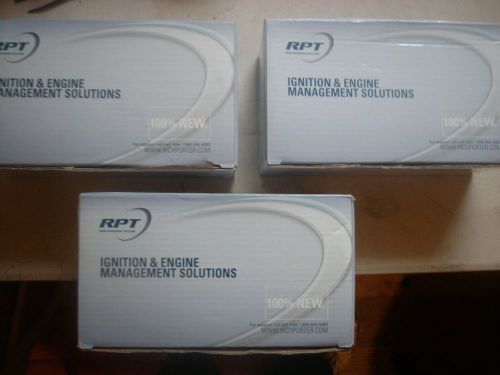 RPT
IGNITION & ENGINE
MANAGEMENT SOLUTIONS
100% NEW.
WWW.RICHPORTER.COM
RPT
IGNITION & ENGINE
MANAGEMENT SOLUTIONS
100% NEW.
WWW.RICHPORTER.COM
RPT
IGNITION & ENGINE
MANAGEMENT SOLUTIONS
100% NEW.
WWW.RICHPORTER.COM